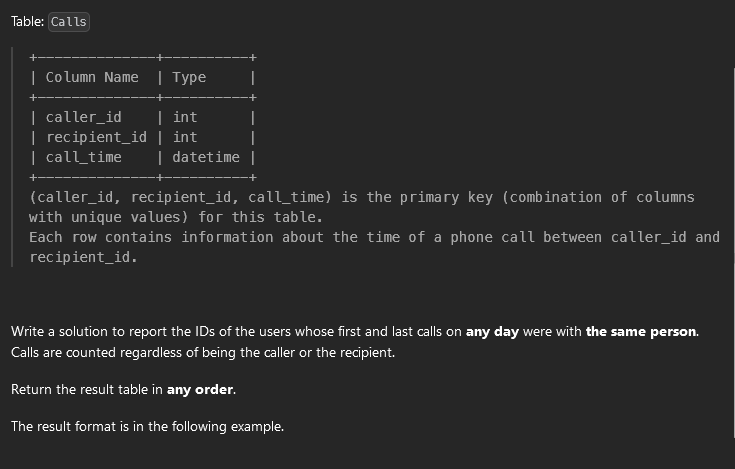 Table: Calls
+--------------+----------+
| Column Name  | Type     |
+--------------+----------+
| caller_id    | int      |
| recipient_id | int      |
| call_time    | datetime |
+--------------+----------+
(caller_id, recipient_id, call_time) is the primary key (combination of columns
with unique values) for this table.
Each row contains information about the time of a phone call between caller_id and
recipient_id.
Write a solution to report the IDs of the users whose first and last calls on any day were with the same person.
Calls are counted regardless of being the caller or the recipient.
Return the result table in any order.
The result format is in the following example.